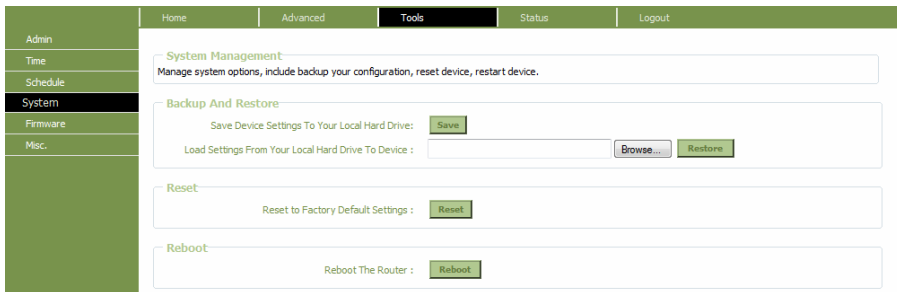 Home Advanced Tools Status Logout
Admin
Time
Schedule
System
Firmware
Misc.
System Management
Manage system options, include backup your configuration, reset device, restart device.
Backup And Restore
Save Device Settings To Your Local Hard Drive: Save
Load Settings From Your Local Hard Drive To Device : Browse... Restore
Reset
Reset to Factory Default Settings : Reset
Reboot
Reboot The Router : Reboot